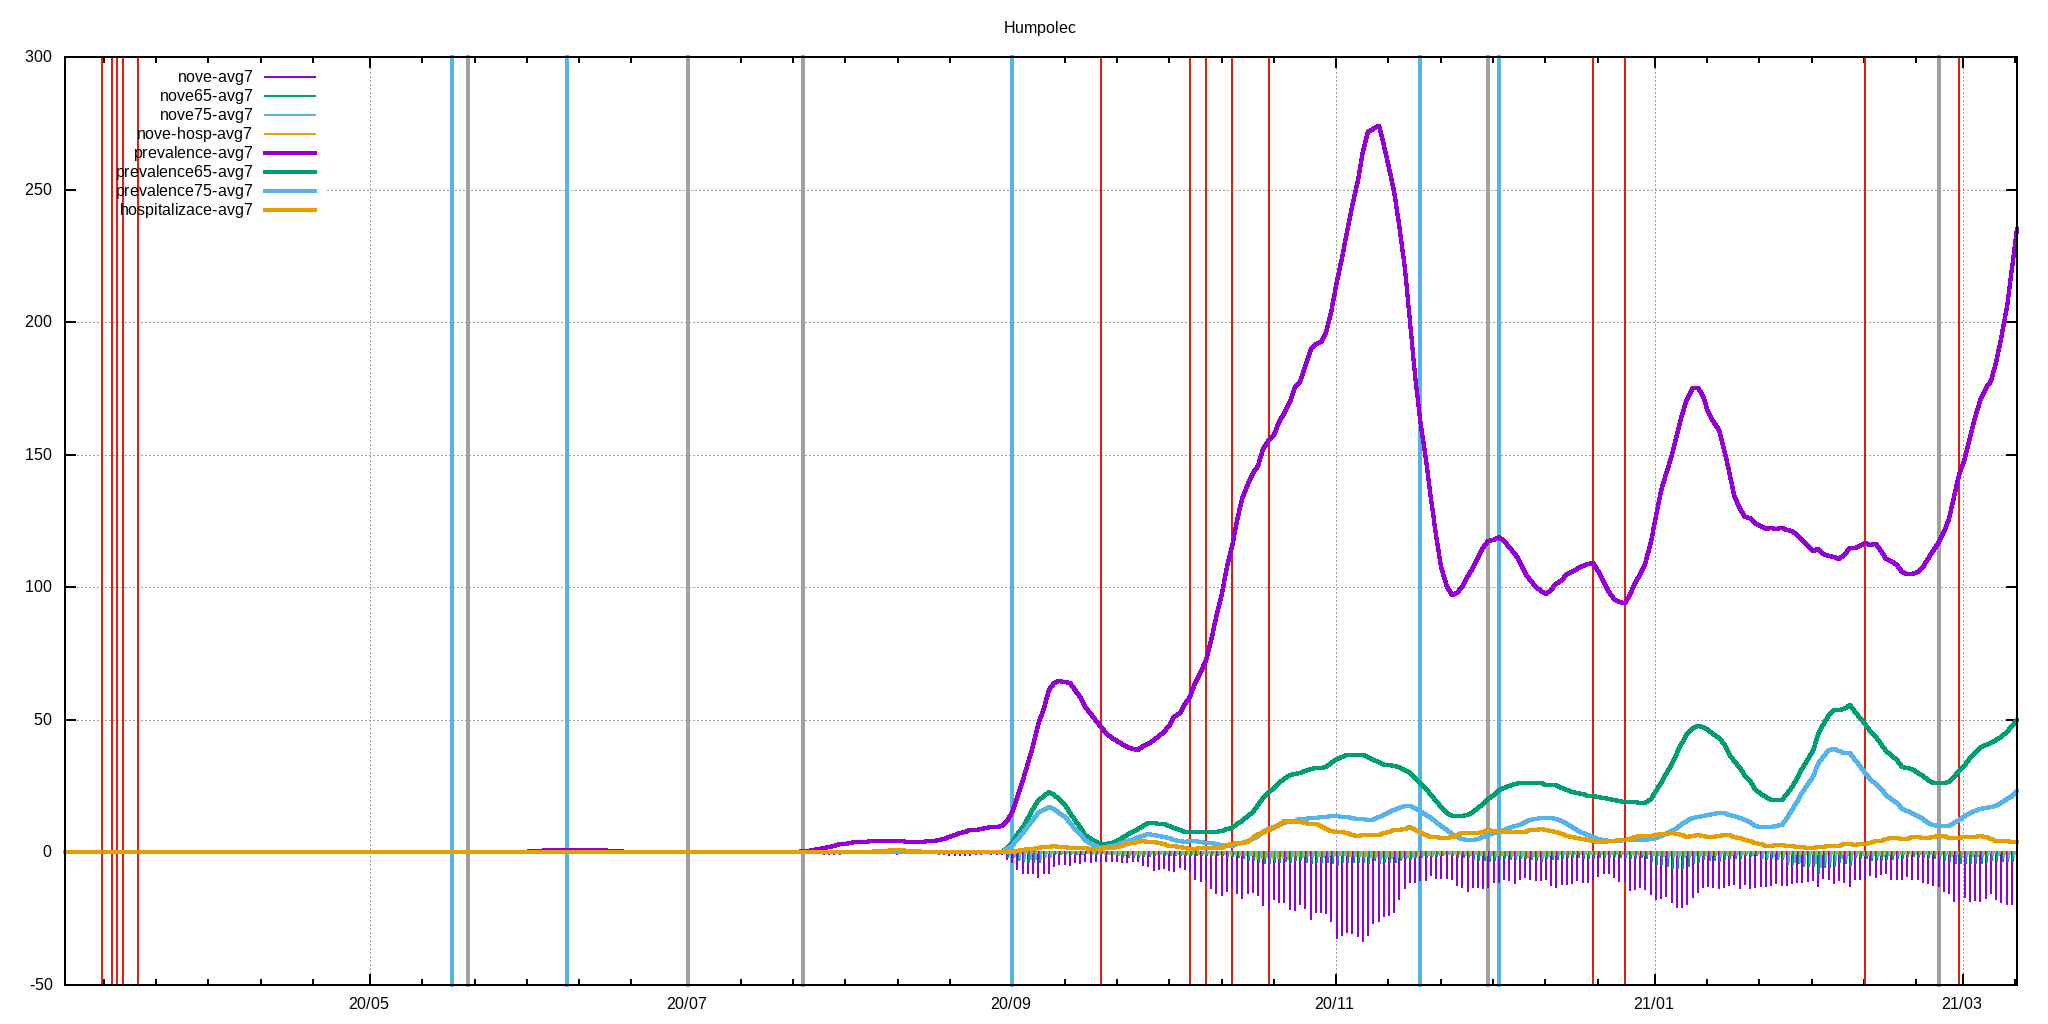 Humpolec
300
250
200
150
100
50
0
-50
nove-avg7
nove65-avg7
nove75-avg7
nove-hosp-avg7
prevalence-avg7
prevalence65-avg7
prevalence75-avg7
hospitalizace-avg7
20/05
20/07
20/09
20/11
21/01
21/03